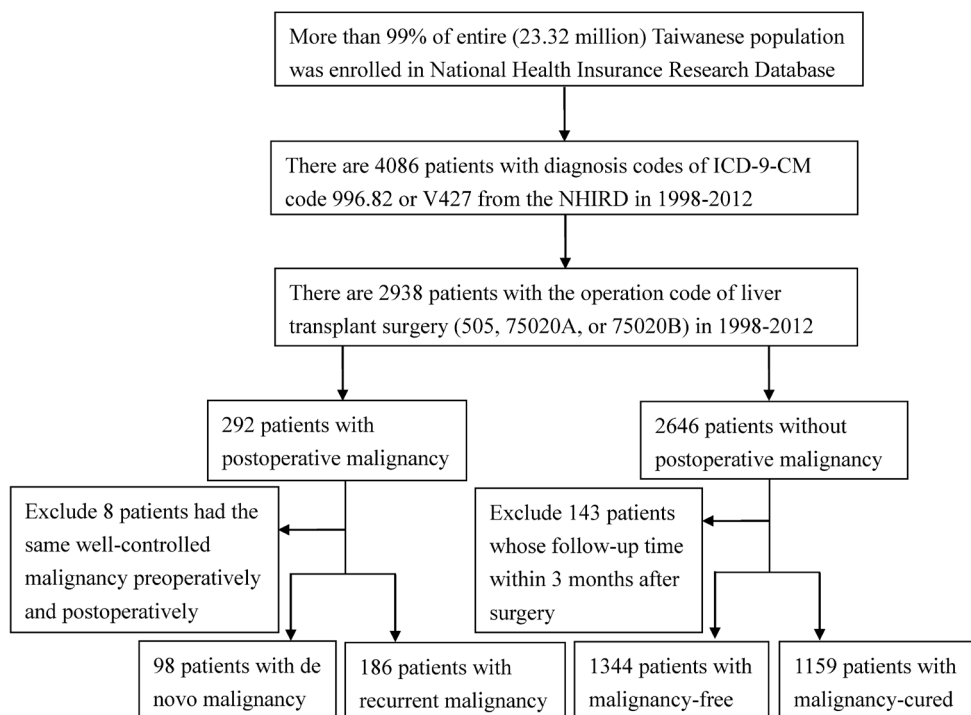 More than 99% of entire (23.32 million) Taiwanese population
was enrolled in National Health Insurance Research Database
There are 4086 patients with diagnosis codes of ICD-9-CM
code 996.82 or V427 from the NHIRD in 1998-2012
There are 2938 patients with the operation code of liver
transplant surgery (505, 75020A, or 75020B) in 1998-2012
292 patients with
postoperative malignancy
2646 patients without
postoperative malignancy
Exclude 8 patients had the
same well-controlled
malignancy preoperatively
and postoperatively
Exclude 143 patients
whose follow-up time
within 3 months after
surgery
98 patients with de
novo malignancy
186 patients with
recurrent malignancy
1344 patients with
malignancy-free
1159 patients with
malignancy-cured